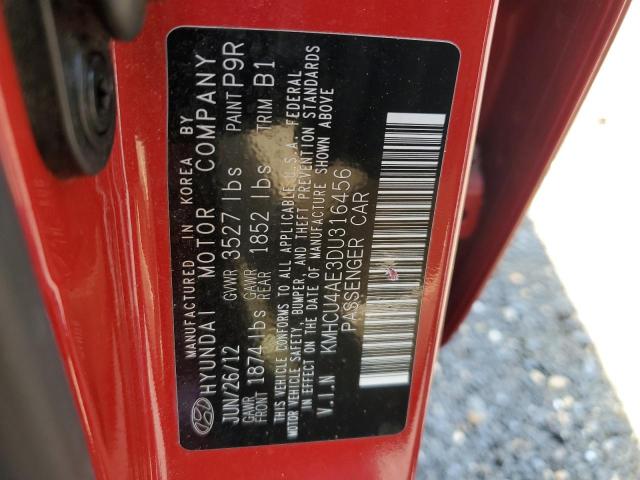 MANUFACTURED IN KOREA BY
HYUNDAI MOTOR COMPANY
JUN/26/12 GVWR 3527 lbs PAINT P9R
GAWR FRONT 1874 lbs GAWR REAR 1852 lbs TRIM B1
THIS VEHICLE CONFORMS TO ALL APPLICABLE U.S.A. FEDERAL
MOTOR VEHICLE SAFETY, BUMPER, AND THEFT PREVENTION STANDARDS
IN EFFECT ON THE DATE OF MANUFACTURE SHOWN ABOVE
V.I.N KMHCU4AE3DU316456
PASSENGER CAR